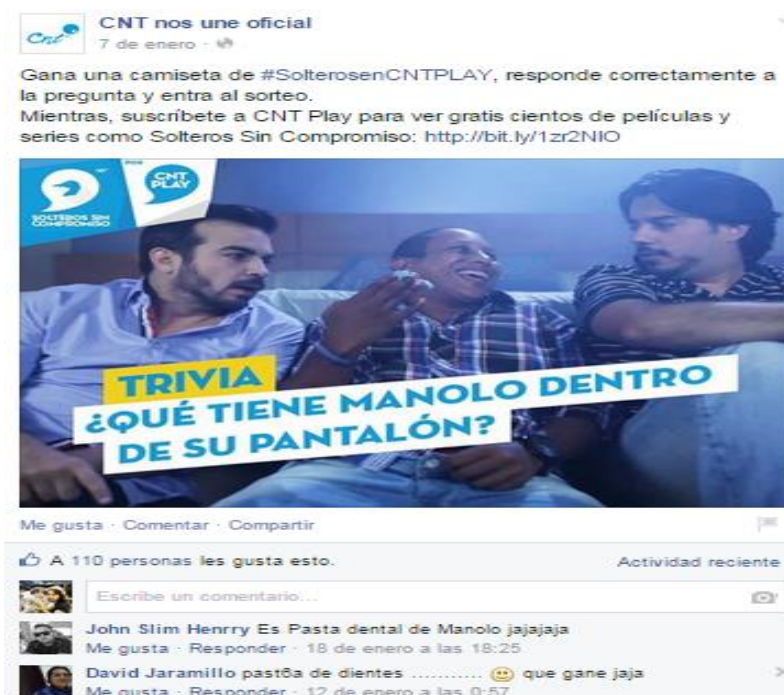 CNT nos une oficial
Cnt
7 de enero ·
Gana una camiseta de #SolterosenCNTPLAY, responde correctamente a
la pregunta y entra al sorteo.
Mientras, suscríbete a CNT Play para ver gratis cientos de películas y
series como Solteros Sin Compromiso: http://bit.ly/1zr2NIO
POR
CNT
PLAY
SOLTEROS SIN
COMPROMISO
TRIVIA
¿QUÉ TIENE MANOLO DENTRO
DE SU PANTALÓN?
Me gusta · Comentar · Compartir
A 110 personas les gusta esto.
Actividad reciente
Escribe un comentario...
John Slim Henrry Es Pasta dental de Manolo jajajaja
Me gusta · Responder · 18 de enero a las 18:25
David Jaramillo past6a de dientes ........... que gane jaja
Me gusta · Responder · 12 de enero a las 0:57